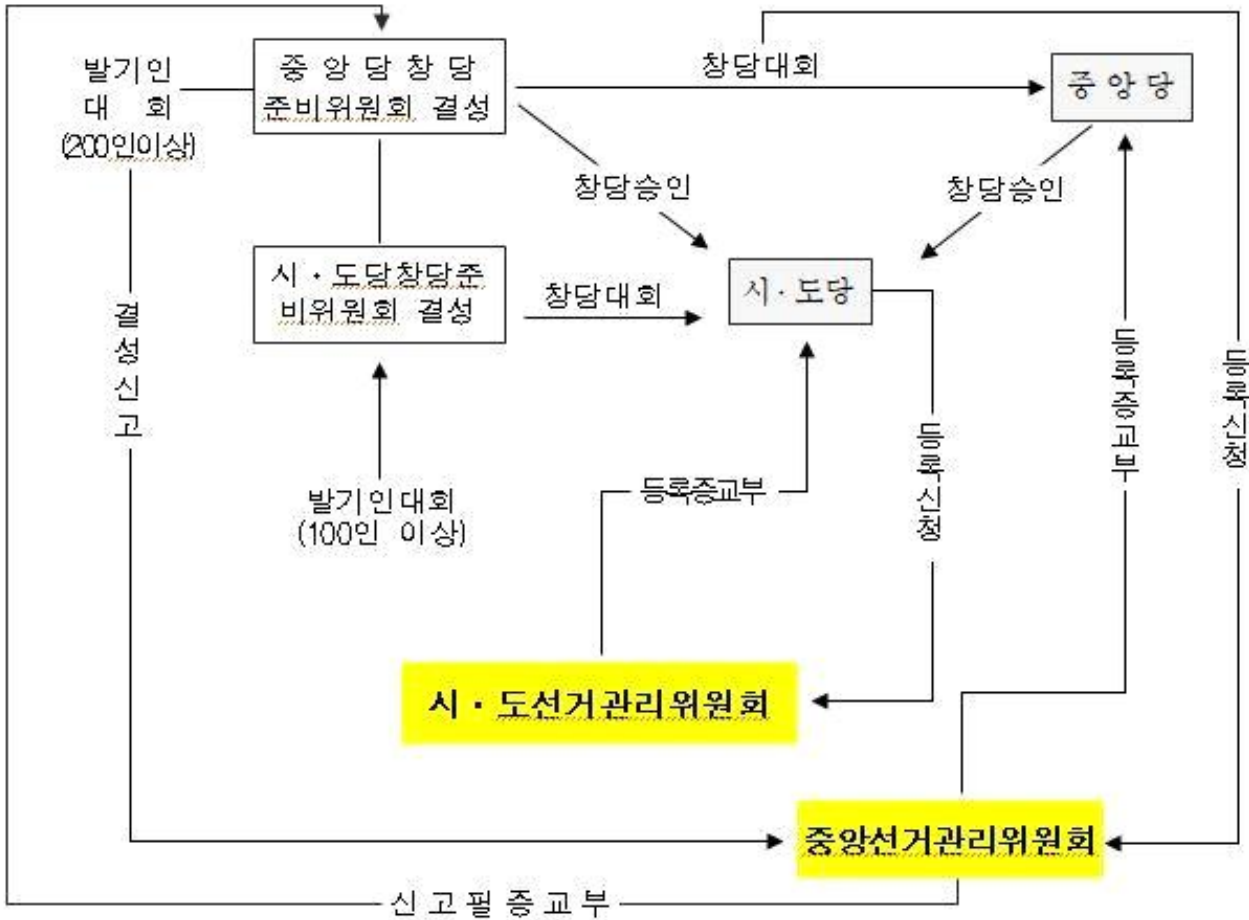 발기인
대 회
(200인이상)
중 앙 당 창 당
준비위원회 결성
창당대회
중 앙 당
창당승인
창당승인
시 · 도당창당준
비위원회 결성
창당대회
시 · 도당
결성신고
발기인대회
(100인 이상)
등록증교부
등록신청
등록증교부
등록신청
시 · 도선거관리위원회
중앙선거관리위원회
신 고 필 증 교 부